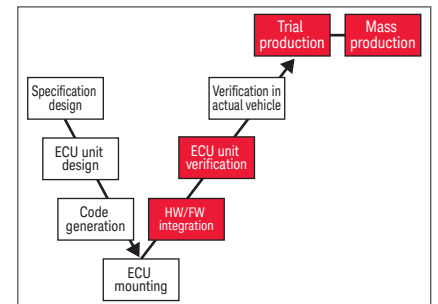 Trial
production
Mass
production
Specification
design
Verification in
actual vehicle
ECU unit
design
ECU unit
verification
Code
generation
HW/FW
integration
ECU
mounting